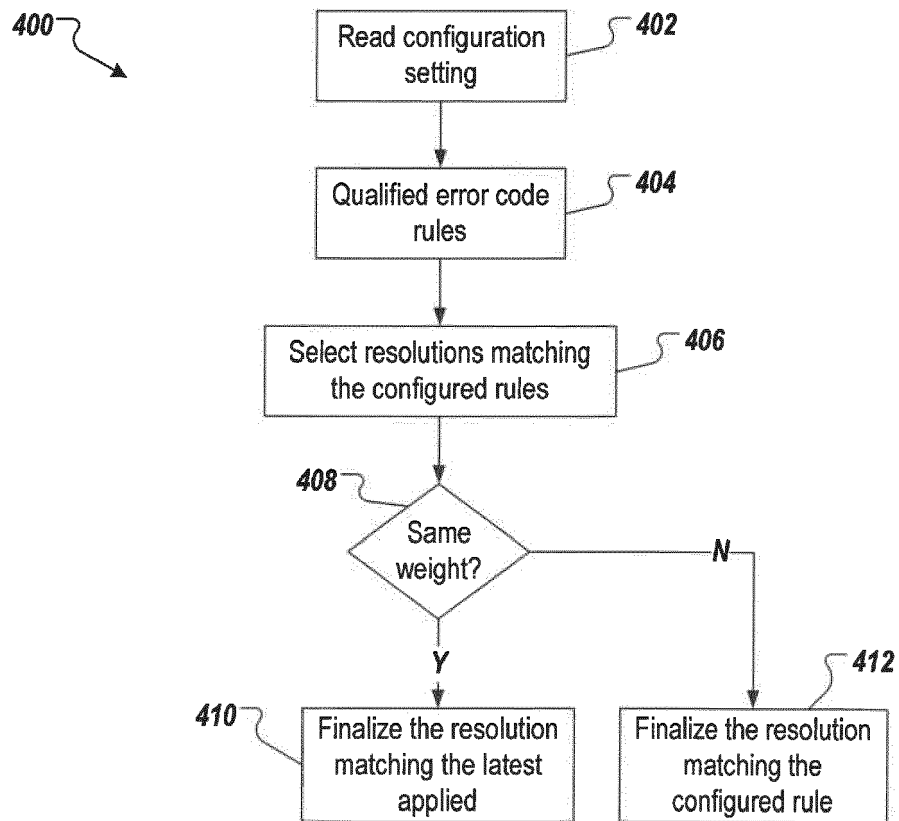 400
Read configuration
setting
402
Qualified error code
rules
404
Select resolutions matching
the configured rules
406
408
Same
weight?
N
Y
410
Finalize the resolution
matching the latest
applied
412
Finalize the resolution
matching the
configured rule